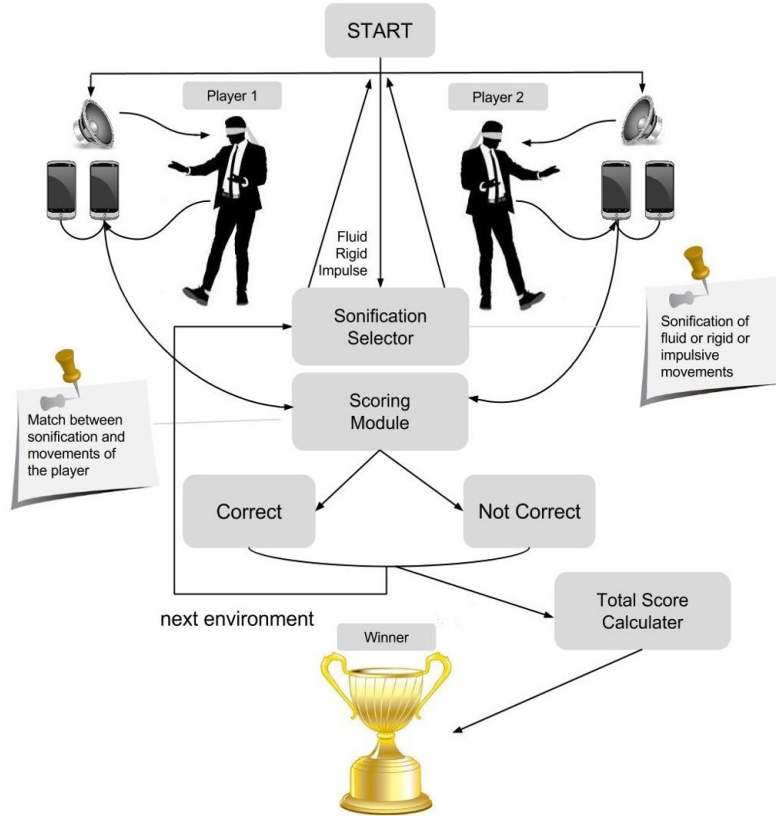 START
Player 1
Player 2
Fluid
Rigid
Impulse
Sonification
Selector
Sonification of
fluid or rigid or
impulsive
movements
Scoring
Module
Match between
sonification and
movements of
the player
Correct
Not Correct
next environment
Total Score
Calculater
Winner